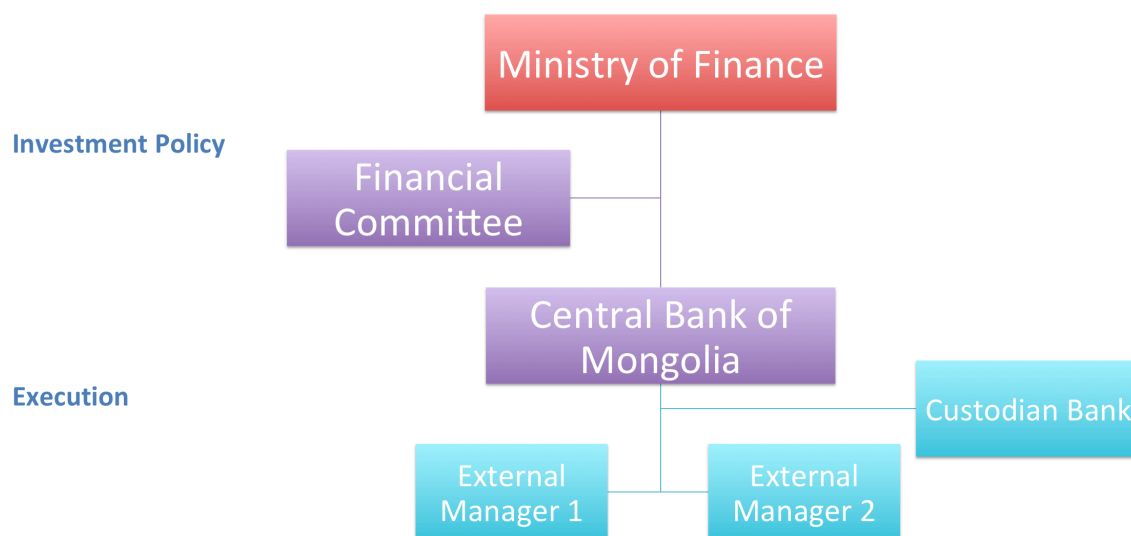 Ministry of Finance
Investment Policy
Financial
Committee
Central Bank of
Mongolia
Execution
Custodian Bank
External
Manager 1
External
Manager 2